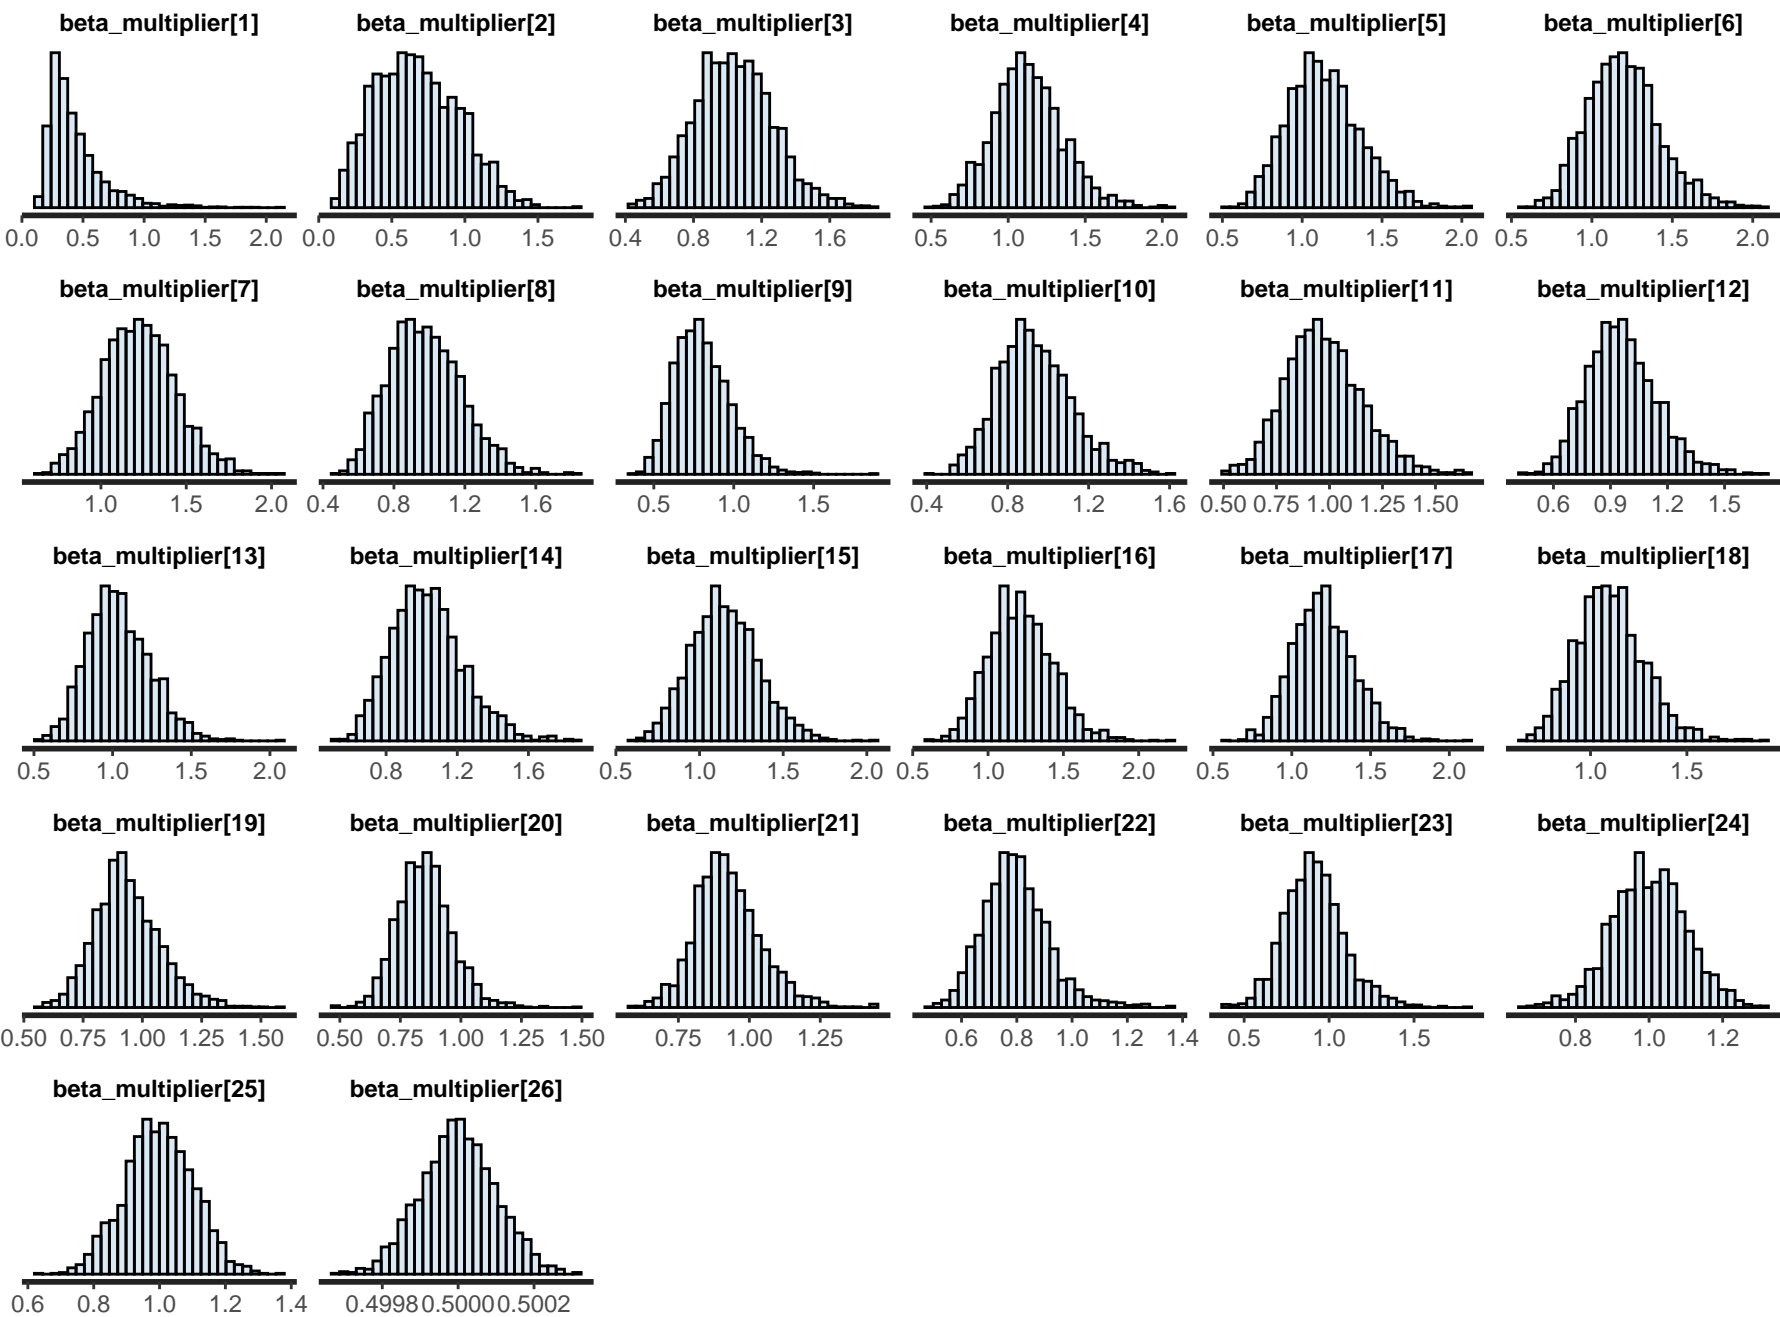 beta_multiplier[1] beta_multiplier[2] beta_multiplier[3] beta_multiplier[4] beta_multiplier[5] beta_multiplier[6]
0.0 0.5 1.0 1.5 2.0 0.0 0.5 1.0 1.5 0.4 0.8 1.2 1.6 0.5 1.0 1.5 2.0 0.5 1.0 1.5 2.0 0.5 1.0 1.5 2.0
beta_multiplier[7] beta_multiplier[8] beta_multiplier[9] beta_multiplier[10] beta_multiplier[11] beta_multiplier[12]
1.0 1.5 2.0 0.4 0.8 1.2 1.6 0.5 1.0 1.5 0.4 0.8 1.2 1.6 0.50 0.75 1.00 1.25 1.50 0.6 0.9 1.2 1.5
beta_multiplier[13] beta_multiplier[14] beta_multiplier[15] beta_multiplier[16] beta_multiplier[17] beta_multiplier[18]
0.5 1.0 1.5 2.0 0.8 1.2 1.6 0.5 1.0 1.5 2.0 0.5 1.0 1.5 2.0 0.5 1.0 1.5 2.0 1.0 1.5
beta_multiplier[19] beta_multiplier[20] beta_multiplier[21] beta_multiplier[22] beta_multiplier[23] beta_multiplier[24]
0.50 0.75 1.00 1.25 1.50 0.50 0.75 1.00 1.25 1.50 0.75 1.00 1.25 0.6 0.8 1.0 1.2 1.4 0.5 1.0 1.5 0.8 1.0 1.2
beta_multiplier[25] beta_multiplier[26]
0.6 0.8 1.0 1.2 1.4 0.4998 0.5000 0.5002